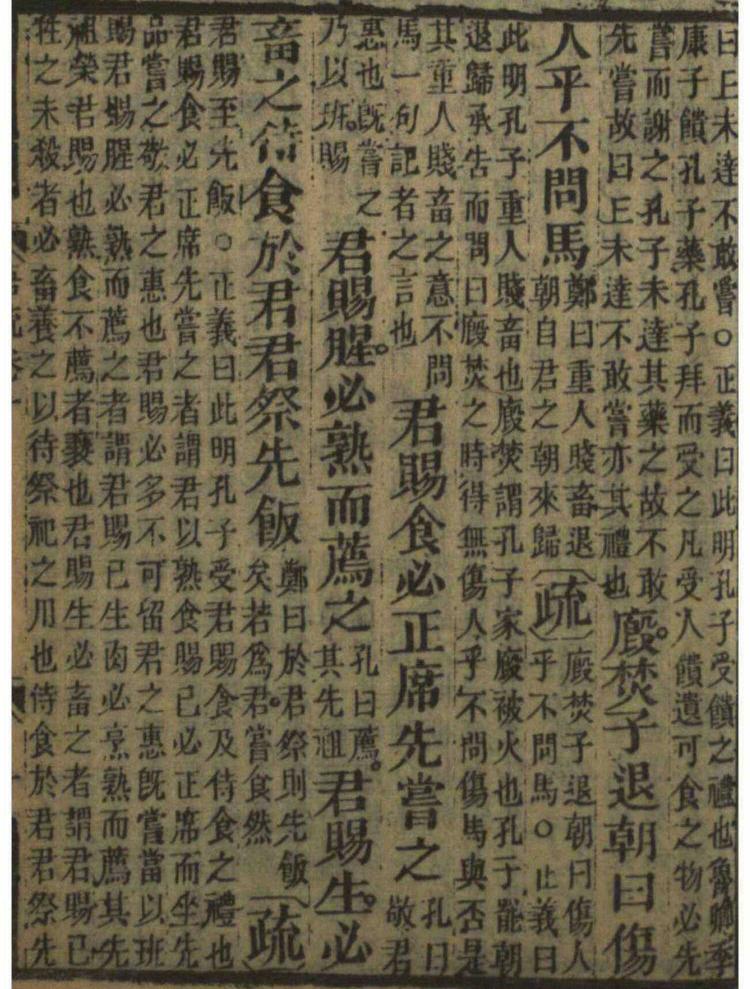 曰丘未達不敢嘗○正義曰此明孔子受饋之禮也魯卿季
康子饋孔子藥孔子拜而受之凡受人饋遺可食之物必先
嘗而謝之孔子未達其藥之故不敢
先嘗故曰丘未達不敢嘗亦其禮也
廄焚子退朝曰傷
人乎不問馬
鄭曰重人賤畜退
朝自君之朝來歸
疏
廄焚子退朝曰傷人
乎不問馬○正義曰
此明孔子重人賤畜也廄焚謂孔子家廄被火也孔子罷朝
退歸承告而問曰廄焚之時得無傷人乎不問傷馬與否是
其重人賤畜之意不問
馬一句記者之言也
君賜食必正席先嘗之
孔曰
敬君
惠也既嘗之
乃以班賜
君賜腥必熟而薦之
孔曰薦
其先祖
君賜生必
畜之侍食於君君祭先飯
鄭曰於君祭則先飯
矣若為君嘗食然
疏
君賜至先飯○正義曰此明孔子受君賜食及侍食之禮也
君賜食必正席先嘗之者謂君以熟食賜已必正席而坐先
品嘗之敬君之惠也君賜必多不可留君之惠既嘗當以班
賜君賜腥必熟而薦之者謂君賜已生肉必烹熟而薦其先
祖榮君賜也熟食不薦者褻也君賜生必畜之者謂君賜已
牲之未殺者必畜養之以待祭祀之用也侍食於君君祭先